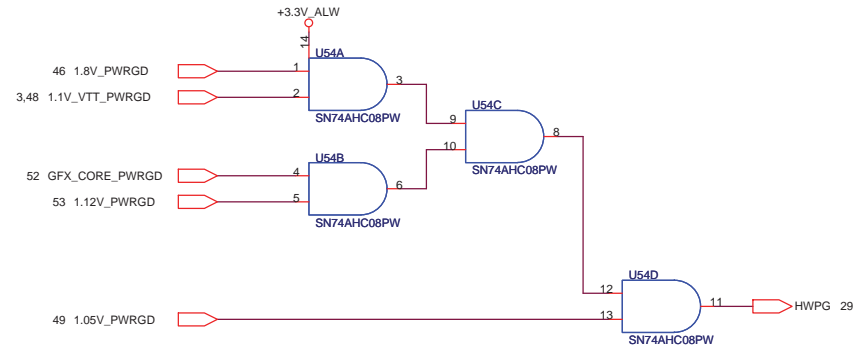 +3.3V_ALW
14
U54A
46 1.8V_PWRGD
1
3
3,48 1.1V_VTT_PWRGD
2
SN74AHC08PW
U54C
9
8
10
SN74AHC08PW
U54B
52 GFX_CORE_PWRGD
4
6
53 1.12V_PWRGD
5
SN74AHC08PW
U54D
12
11
HWPG 29
49 1.05V_PWRGD
13
SN74AHC08PW